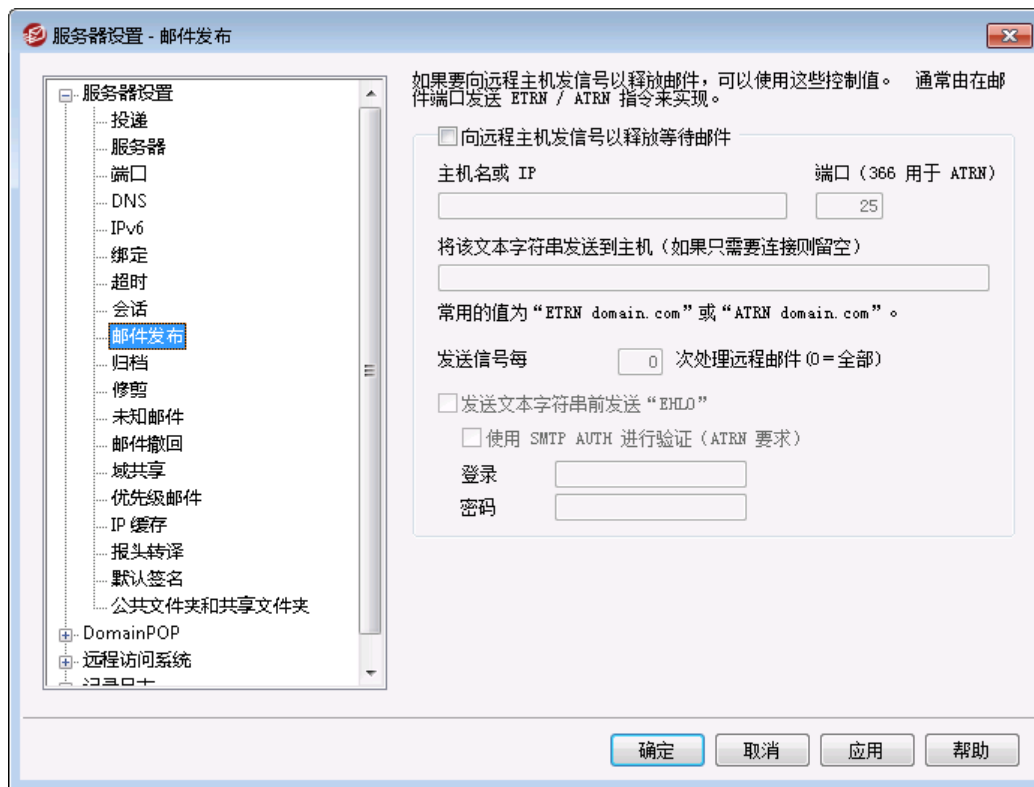 服务器设置 - 邮件发布
服务器设置
投递
服务器
端口
DNS
IPv6
绑定
超时
会话
邮件发布
归档
修剪
未知邮件
邮件撤回
域共享
优先级邮件
IP 缓存
报头转译
默认签名
公共文件夹和共享文件夹
DomainPOP
远程访问系统
记录日志
如果要向远程主机发信号以释放邮件，可以使用这些控制值。 通常由在邮
件端口发送 ETRN / ATRN 指令来实现。
向远程主机发信号以释放等待邮件
主机名或 IP
端口（366 用于 ATRN）
25
将该文本字符串发送到主机（如果只需要连接则留空）
常用的值为“ETRN domain.com”或“ATRN domain.com”。
发送信号每 0 次处理远程邮件(0＝全部)
发送文本字符串前发送“EHLO”
使用 SMTP AUTH 进行验证（ATRN 要求）
登录
密码
确定
取消
应用
帮助